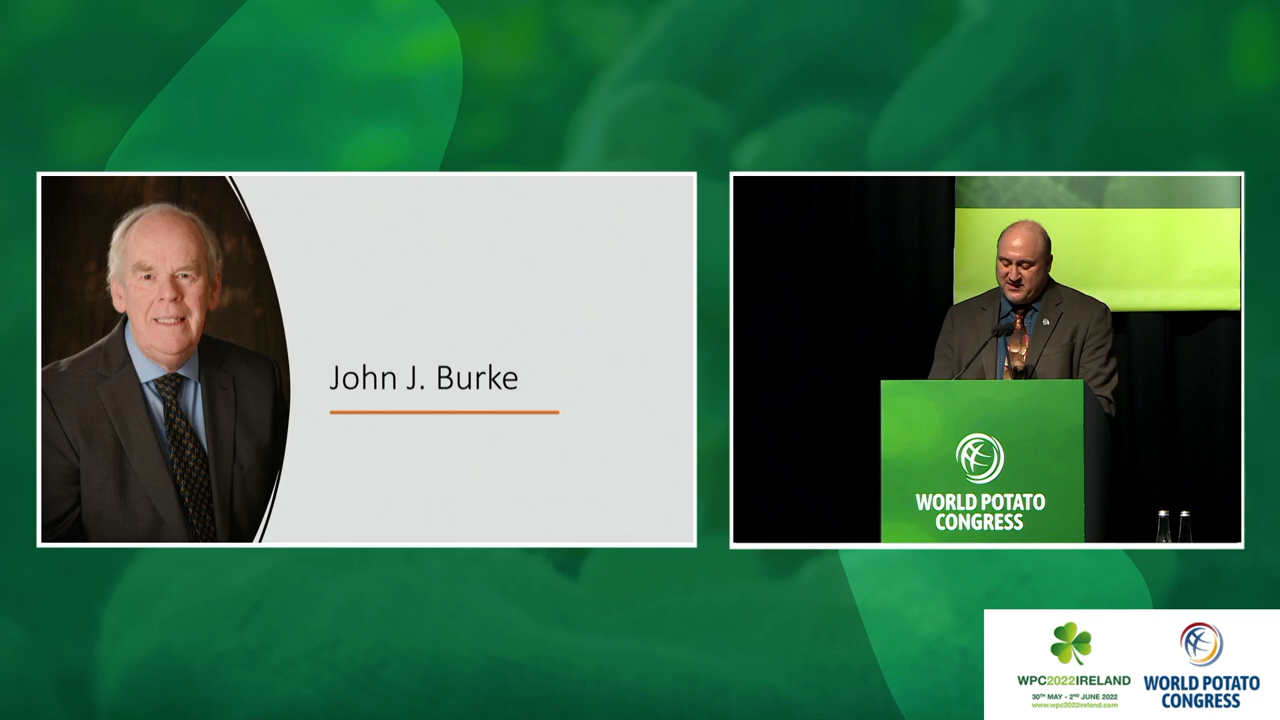 John J. Burke
WORLD POTATO
CONGRESS
WPC2022IRELAND
30TH MAY - 2ND JUNE 2022
www.wpc2022ireland.com
WORLD POTATO
CONGRESS